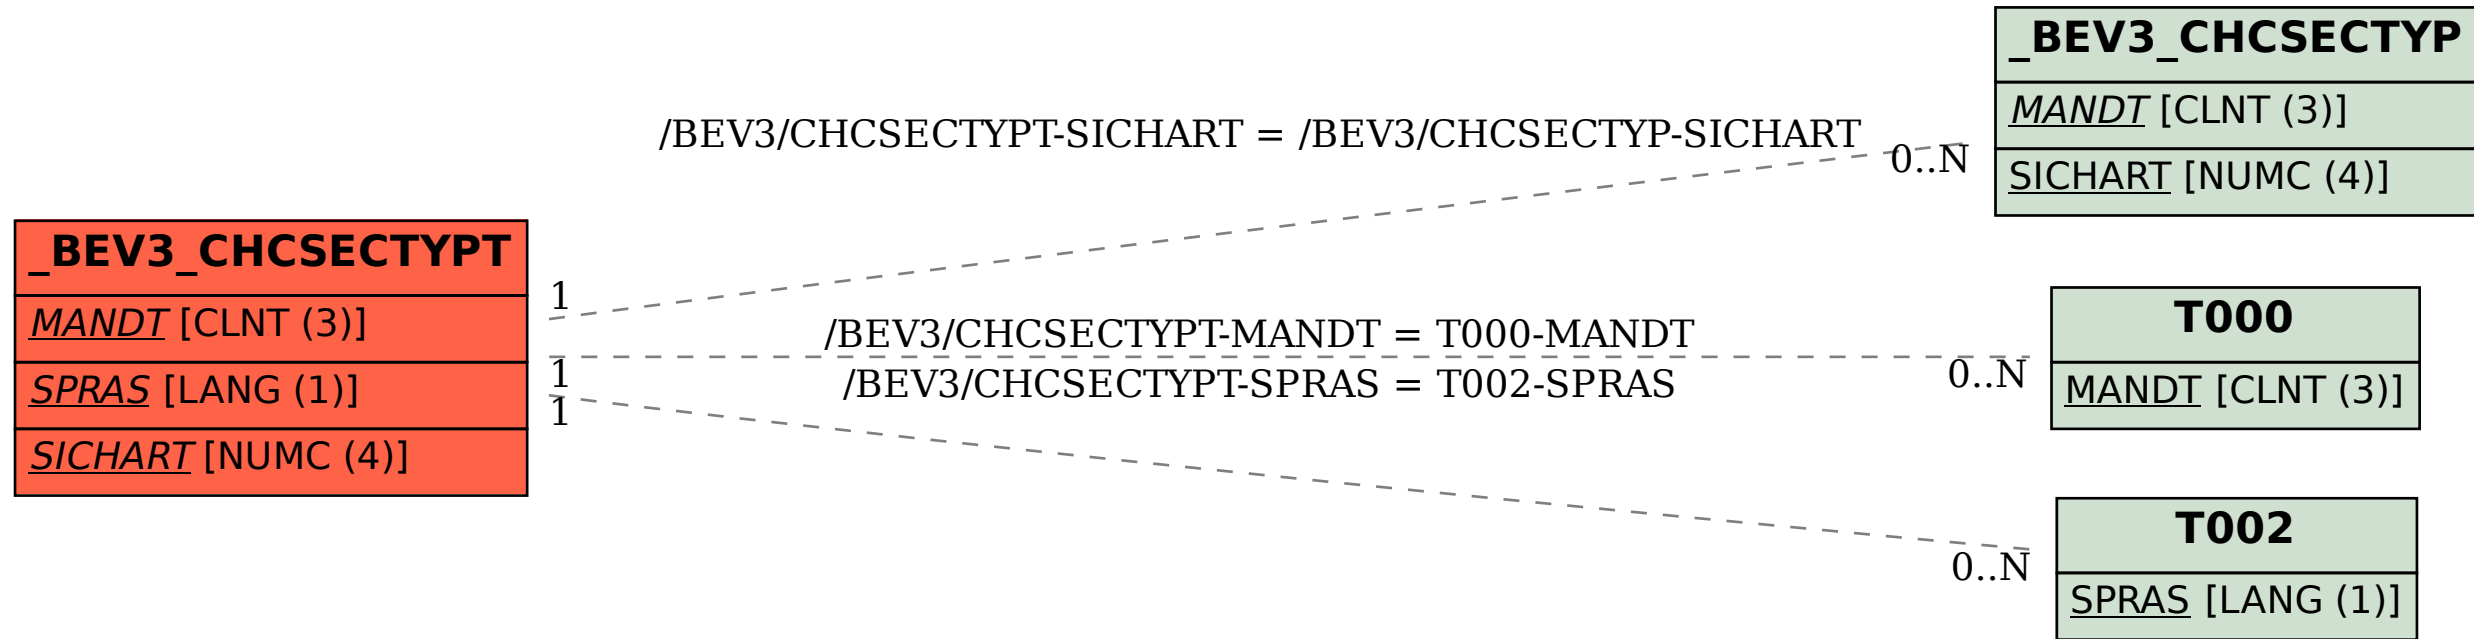 _BEV3_CHCSECTYP
MANDT [CLNT (3)]
/BEV3/CHCSECTYPT-SICHART = /BEV3/CHCSECTYP-SICHART
0..N
SICHART [NUMC (4)]
_BEV3_CHCSECTYPT
1
MANDT [CLNT (3)]
SPRAS [LANG (1)]
SICHART [NUMC (4)]
/BEV3/CHCSECTYPT-MANDT = T000-MANDT
1
0..N
T000
MANDT [CLNT (3)]
/BEV3/CHCSECTYPT-SPRAS = T002-SPRAS
1
0..N
T002
SPRAS [LANG (1)]